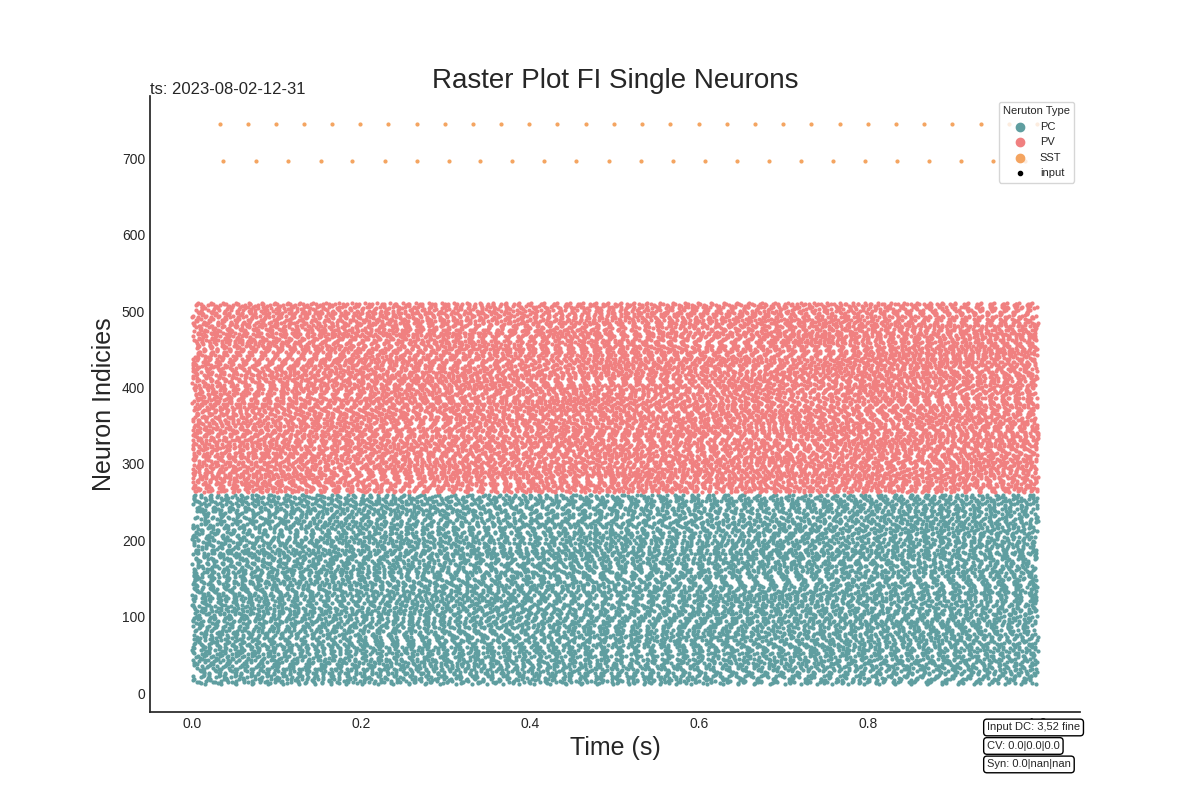 Raster Plot FI Single Neurons
ts: 2023-08-02-12-31
Neruton Type
PC
PV
SST
input
700
600
500
400
300
200
100
0
Neuron Indicies
0.0 0.2 0.4 0.6 0.8
Time (s)
Input DC: 3,52 fine
CV: 0.0|0.0|0.0
Syn: 0.0|nan|nan